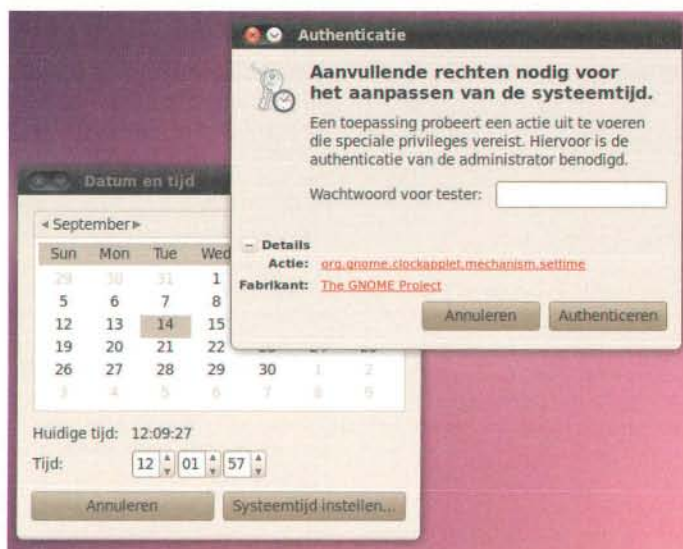 Authenticatie
Aanvullende rechten nodig voor
het aanpassen van de systeemtijd.
Een toepassing probeert een actie uit te voeren
die speciale privileges vereist. Hiervoor is de
authenticatie van de administrator benodigd.
Wachtwoord voor tester:
Details
Actie: org.gnome.clockapplet.mechanism.settime
Fabrikant: The GNOME Project
Annuleren Authenticeren
Datum en tijd
September
Sun Mon Tue Wed
29 30 31 1
5 6 7 8
12 13 14 15
19 20 21 22
26 27 28 29 30 1 2
3 4 5 6 7 8 9
Huidige tijd: 12:09:27
Tijd: 12 01 57
Annuleren Systeemtijd instellen...